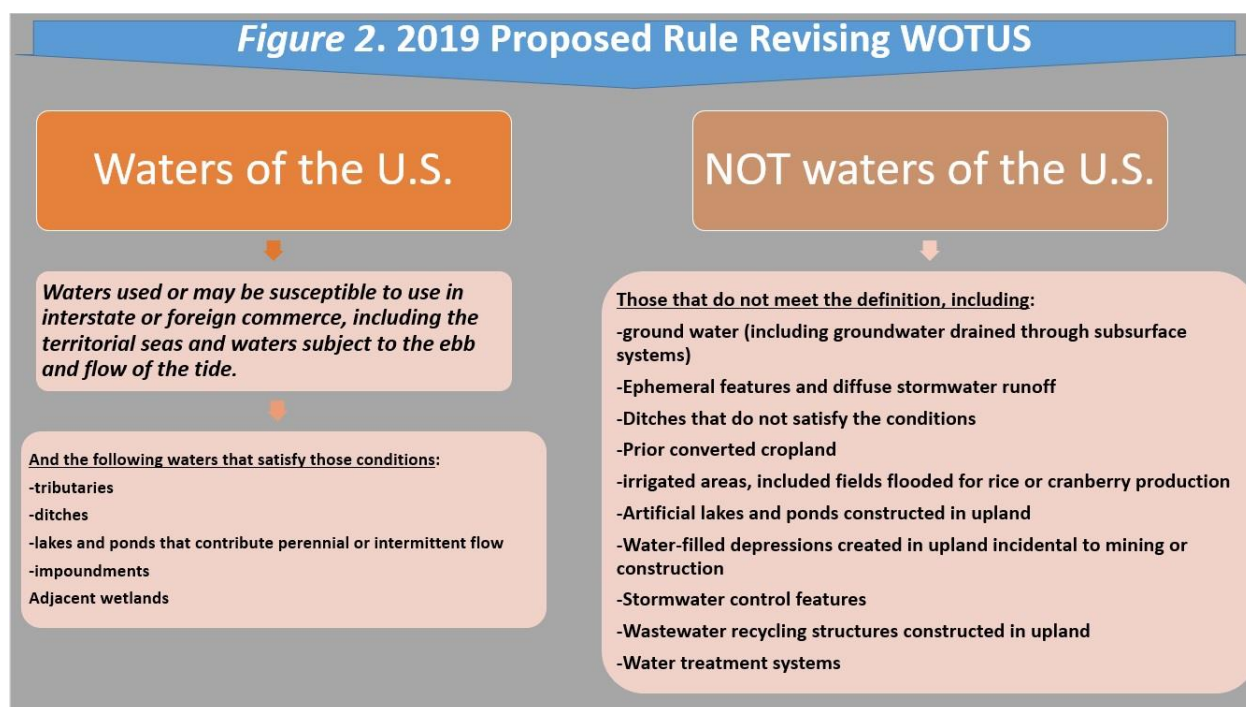 Figure 2. 2019 Proposed Rule Revising WOTUS
Waters of the U.S.
Waters used or may be susceptible to use in
interstate or foreign commerce, including the
territorial seas and waters subject to the ebb
and flow of the tide.
And the following waters that satisfy those conditions:
-tributaries
-ditches
-lakes and ponds that contribute perennial or intermittent flow
-impoundments
Adjacent wetlands
NOT waters of the U.S.
Those that do not meet the definition, including:
-ground water (including groundwater drained through subsurface
systems)
-Ephemeral features and diffuse stormwater runoff
-Ditches that do not satisfy the conditions
-Prior converted cropland
-irrigated areas, included fields flooded for rice or cranberry production
-Artificial lakes and ponds constructed in upland
-Water-filled depressions created in upland incidental to mining or
construction
-Stormwater control features
-Wastewater recycling structures constructed in upland
-Water treatment systems